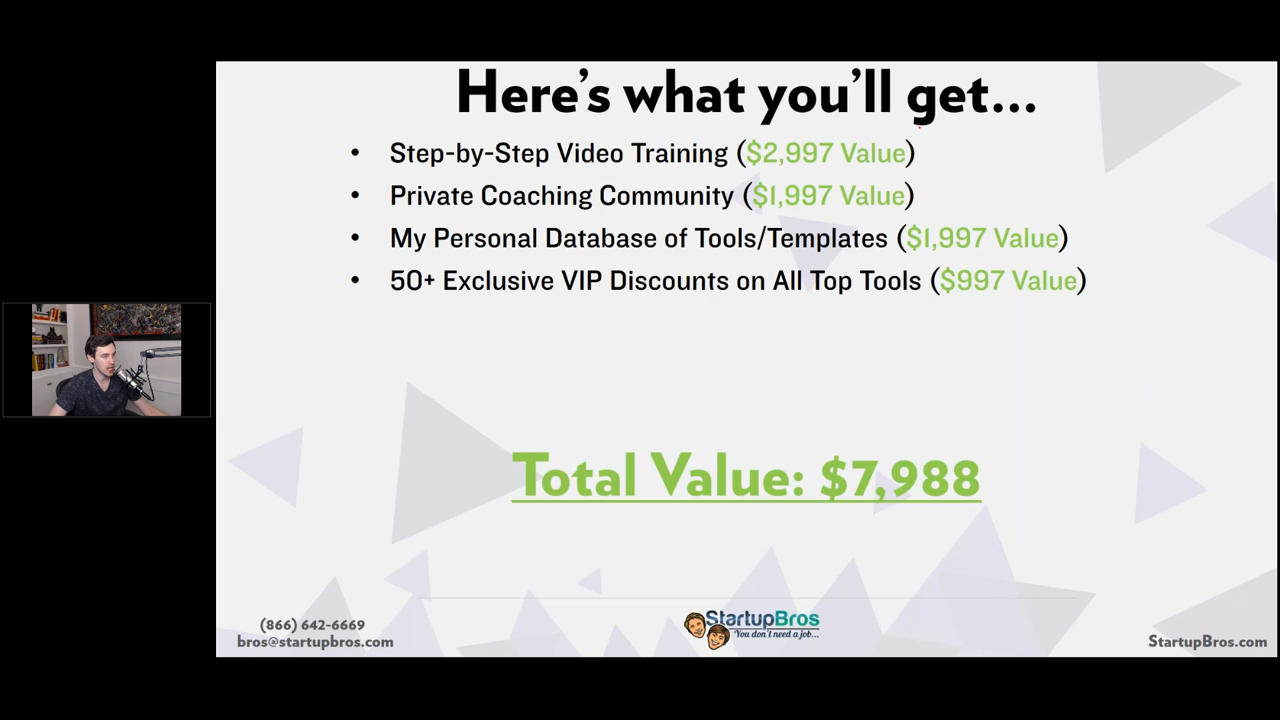 Here's what you'll get...
• Step-by-Step Video Training ($2,997 Value)
• Private Coaching Community ($1,997 Value)
• My Personal Database of Tools/Templates ($1,997 Value)
• 50+ Exclusive VIP Discounts on All Top Tools ($997 Value)
Total Value: $7,988
(866) 642-6669
bros@startupbros.com
StartupBros
You don't need a job...
StartupBros.com